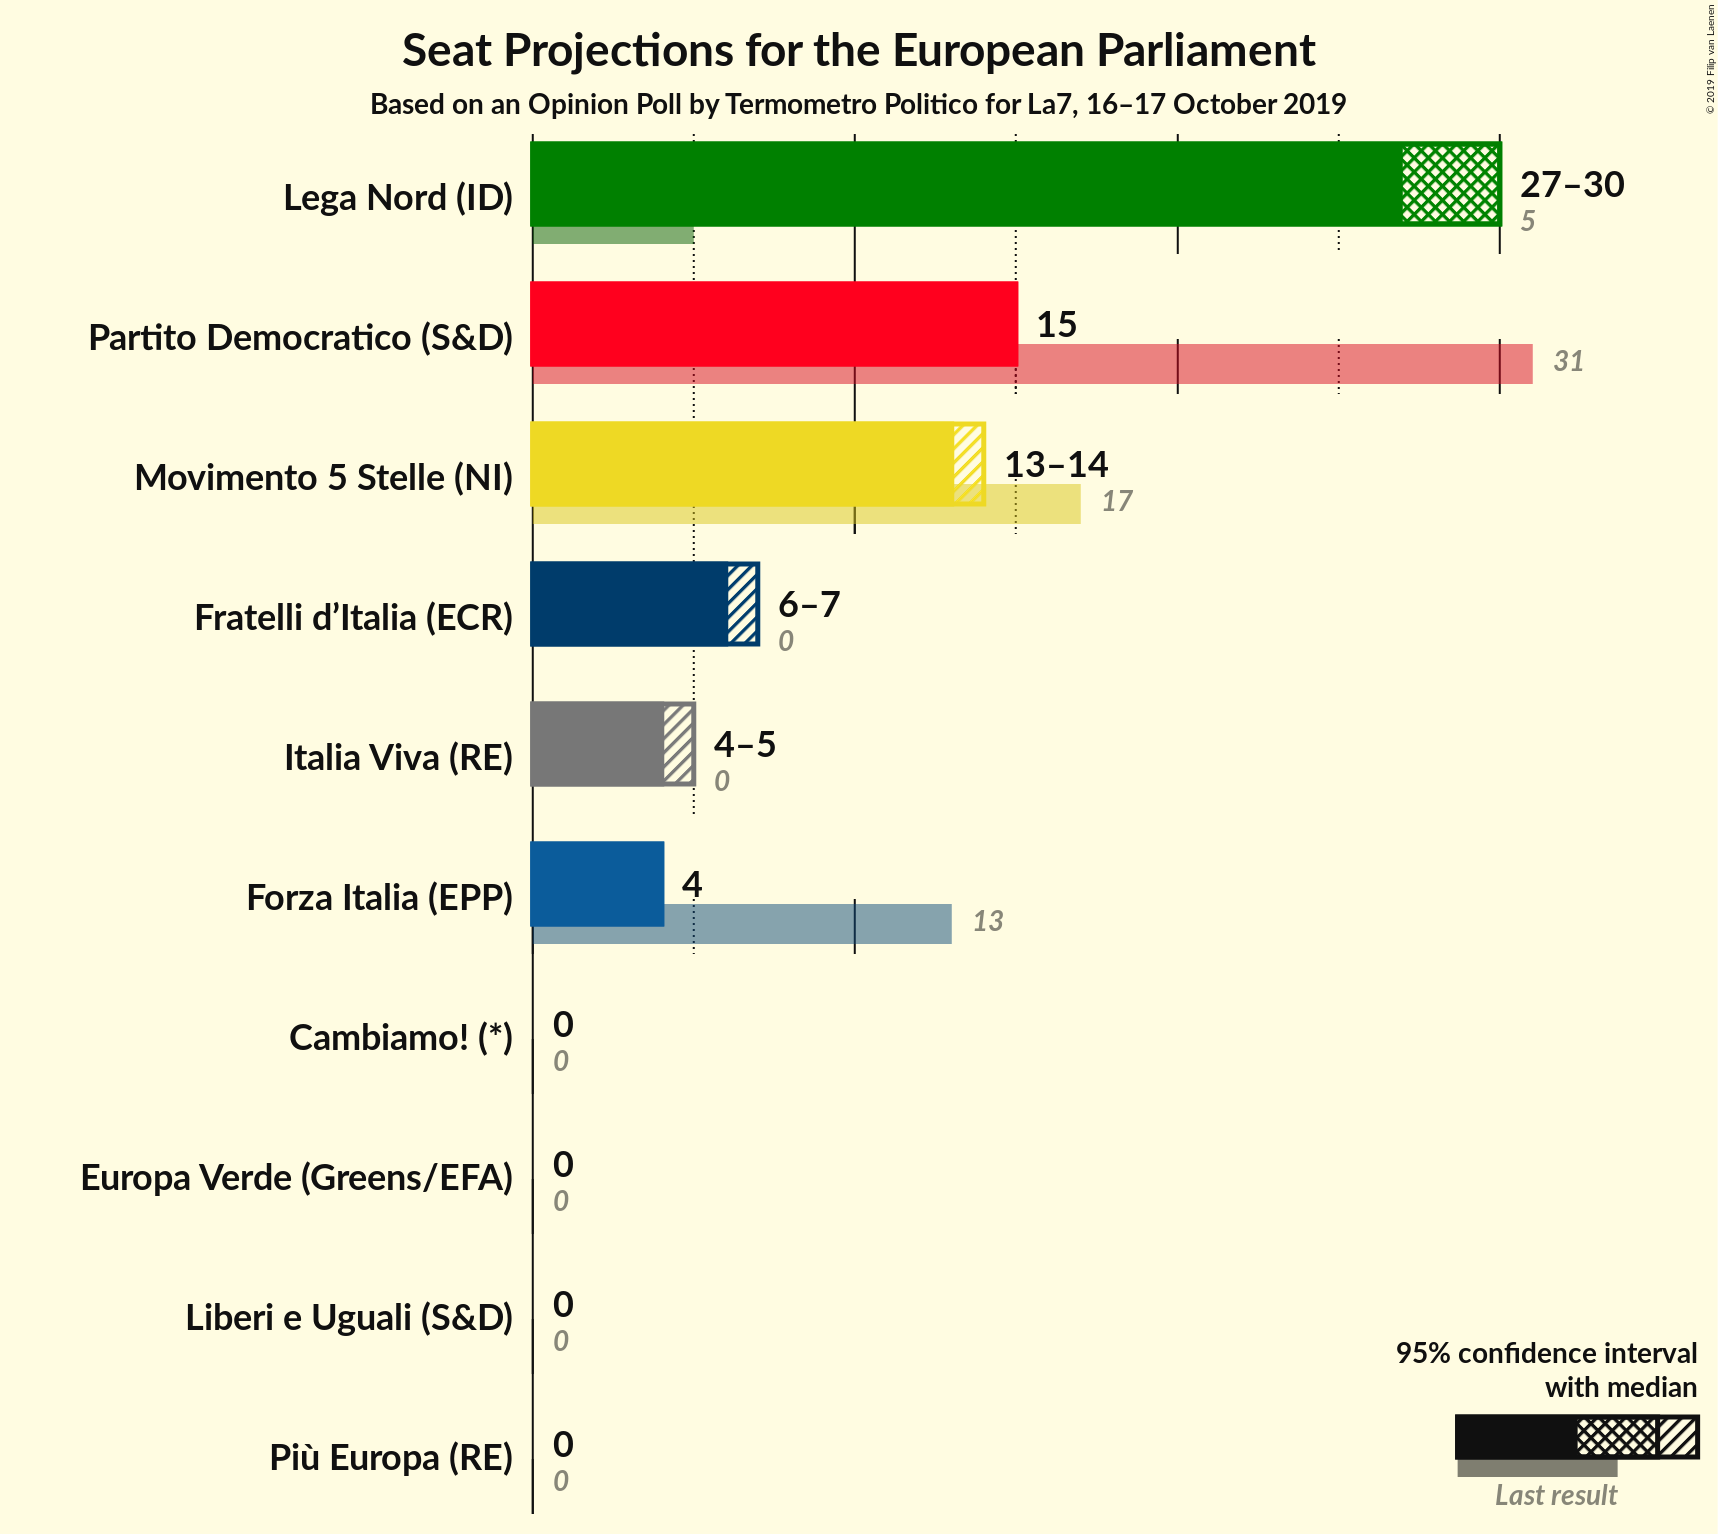 Seat Projections for the European Parliament
Based on an Opinion Poll by Termometro Politico for La7, 16–17 October 2019
© 2019 Filip van Laenen
Lega Nord (ID)
27–30
5
Partito Democratico (S&D)
15
31
Movimento 5 Stelle (NI)
13–14
17
Fratelli d’Italia (ECR)
6–7
0
Italia Viva (RE)
4–5
0
Forza Italia (EPP)
4
13
Cambiamo! (*)
0
0
Europa Verde (Greens/EFA)
0
0
Liberi e Uguali (S&D)
0
0
Più Europa (RE)
0
0
95% confidence interval
with median
Last result